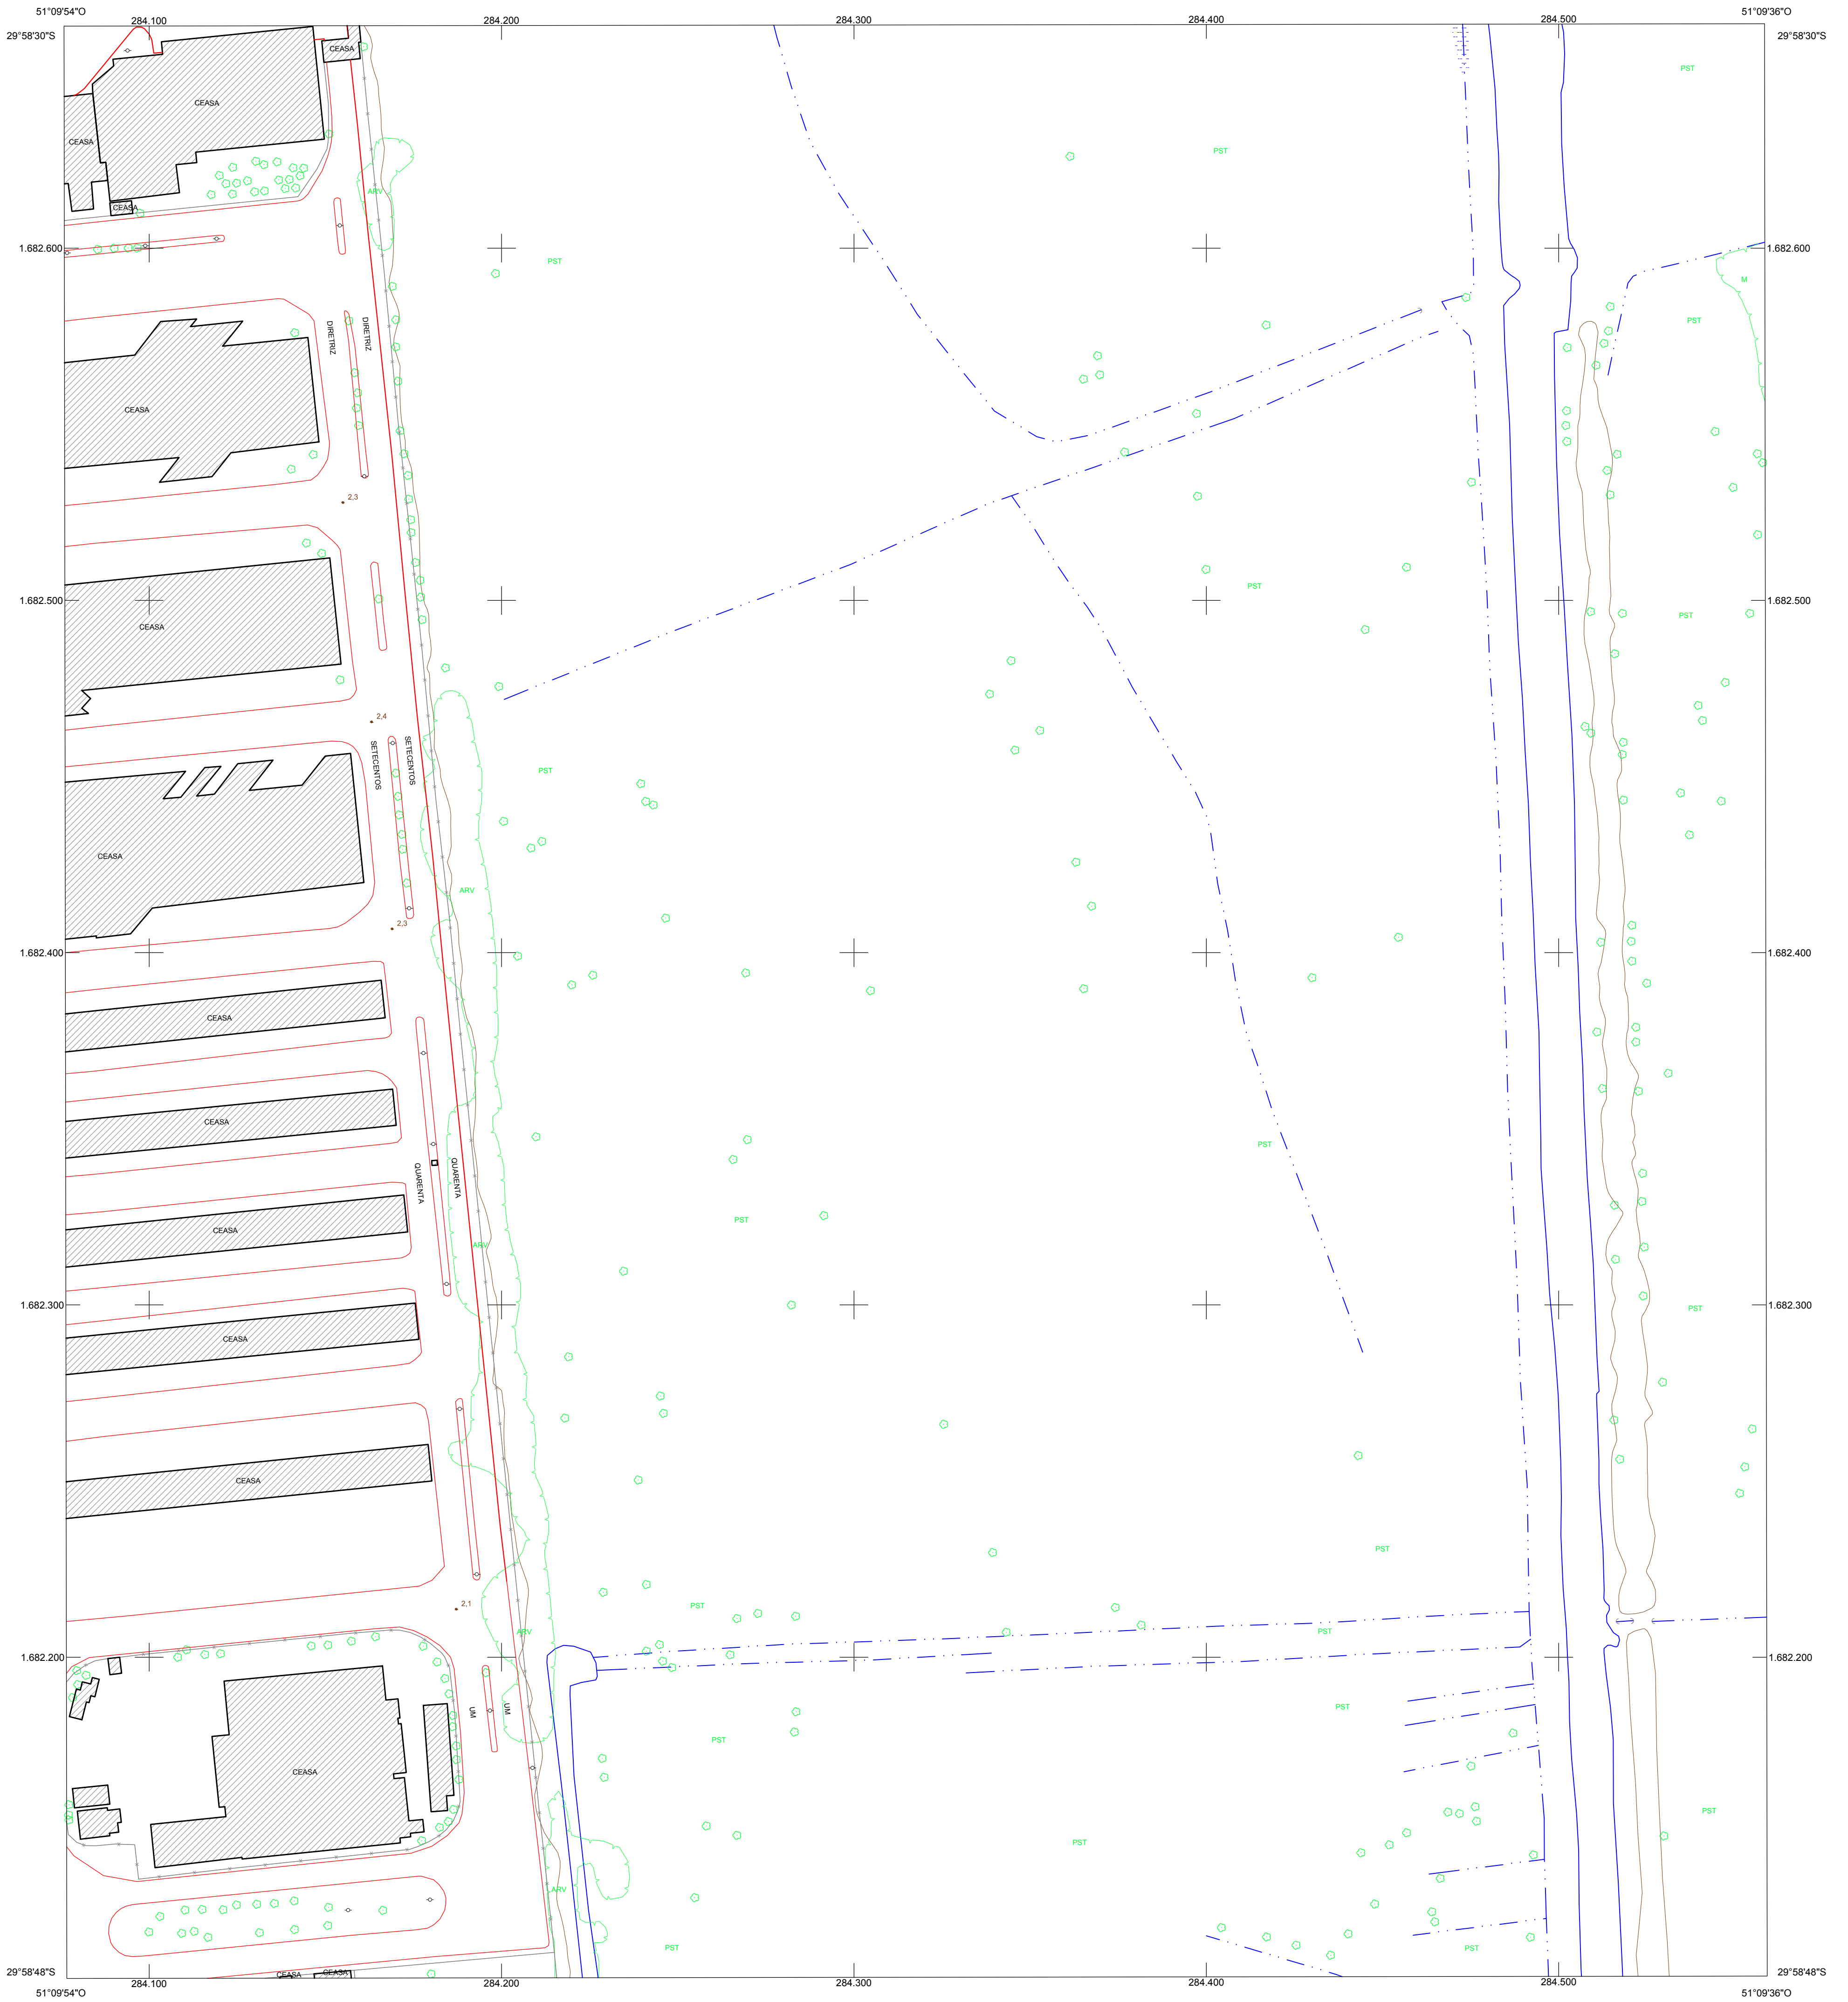 51°09'54"O
284.100
284.200
284.300
284.400
284.500
51°09'36"O
29°58'30"S
29°58'30"S
CEASA
PST
CEASA
CEASA
PST
ARV
CEASA
1.682.600
1.682.600
PST
M
DIRETRIZ
DIRETRIZ
PST
CEASA
2,3
1.682.500
1.682.500
PST
PST
CEASA
2,4
SETECENTOS
SETECENTOS
PST
CEASA
ARV
2,3
1.682.400
1.682.400
CEASA
CEASA
PST
QUARENTA
QUARENTA
PST
CEASA
ARV
1.682.300
1.682.300
PST
CEASA
CEASA
PST
2,1
PST
ARV
PST
1.682.200
1.682.200
UM
UM
PST
PST
CEASA
PST
PST
ARV
PST
PST
CEASA
CEASA
29°58'48"S
29°58'48"S
284.100
284.200
284.300
284.400
284.500
51°09'54"O
51°09'36"O